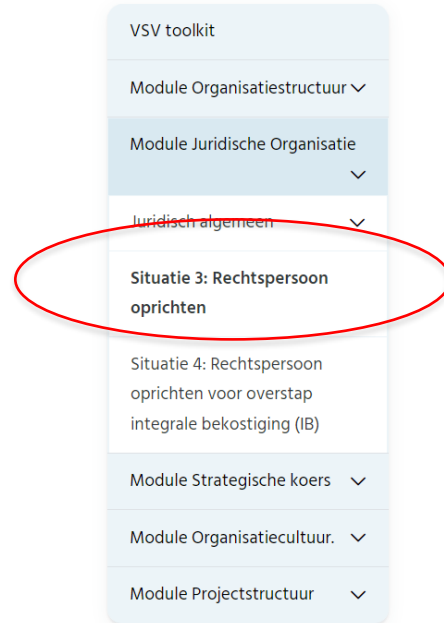 VSV toolkit
Module Organisatiestructuur
Module Juridische Organisatie
Juridisch algemeen
Situatie 3: Rechtspersoon
oprichten
Situatie 4: Rechtspersoon
oprichten voor overstap
integrale bekostiging (IB)
Module Strategische koers
Module Organisatiecultuur.
Module Projectstructuur